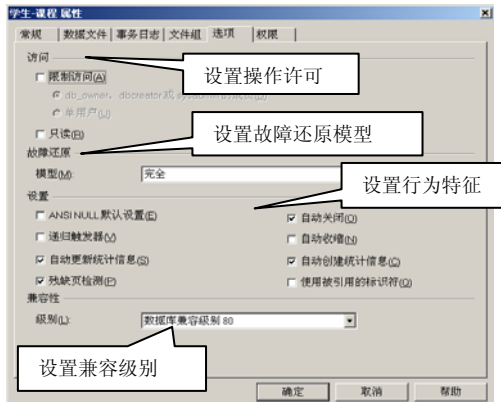 学生-课程 属性
常规 数据文件 事务日志 文件组 选项 权限
访问
限制访问(A)
设置操作许可
db_owner, dbcreator或
单用户(U)
只读(R)
设置故障还原模型
故障还原
模型(M): 完全
设置行为特征
设置
ANSI NULL 默认设置(E) 自动关闭(O)
递归触发器(V) 自动收缩(N)
自动更新统计信息(S) 自动创建统计信息(C)
残缺页检测(P) 使用被引用的标识符(Q)
兼容性
级别(L): 数据库兼容级别 80
设置兼容级别
确定 取消 帮助